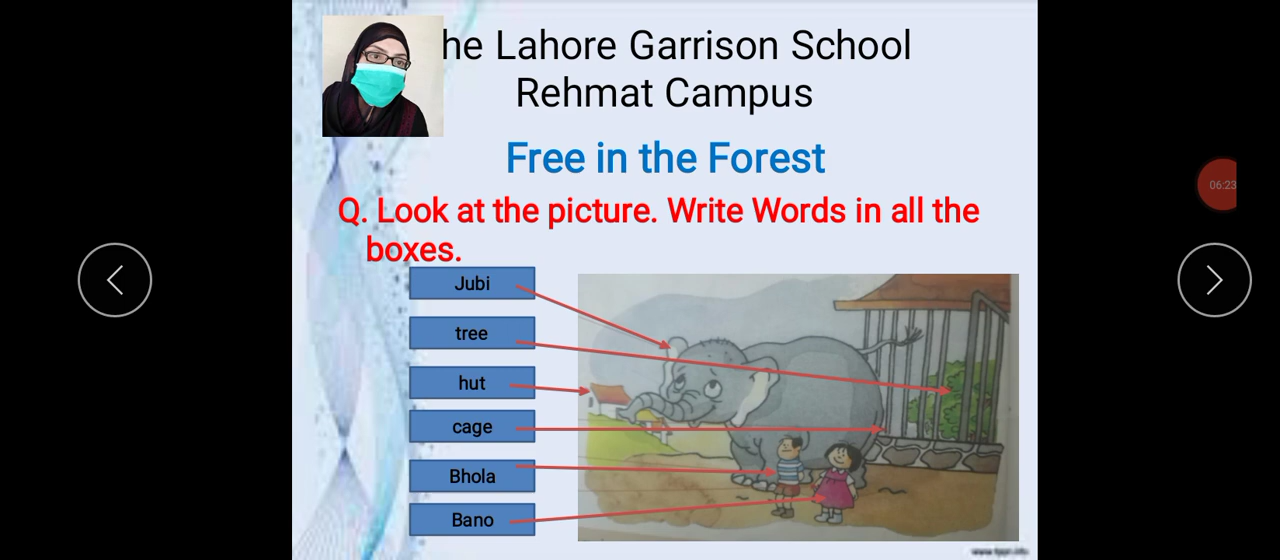 he Lahore Garrison School
Rehmat Campus
Free in the Forest
Q. Look at the picture. Write Words in all the
boxes.
Jubi
tree
hut
cage
Bhola
Bano
06:23